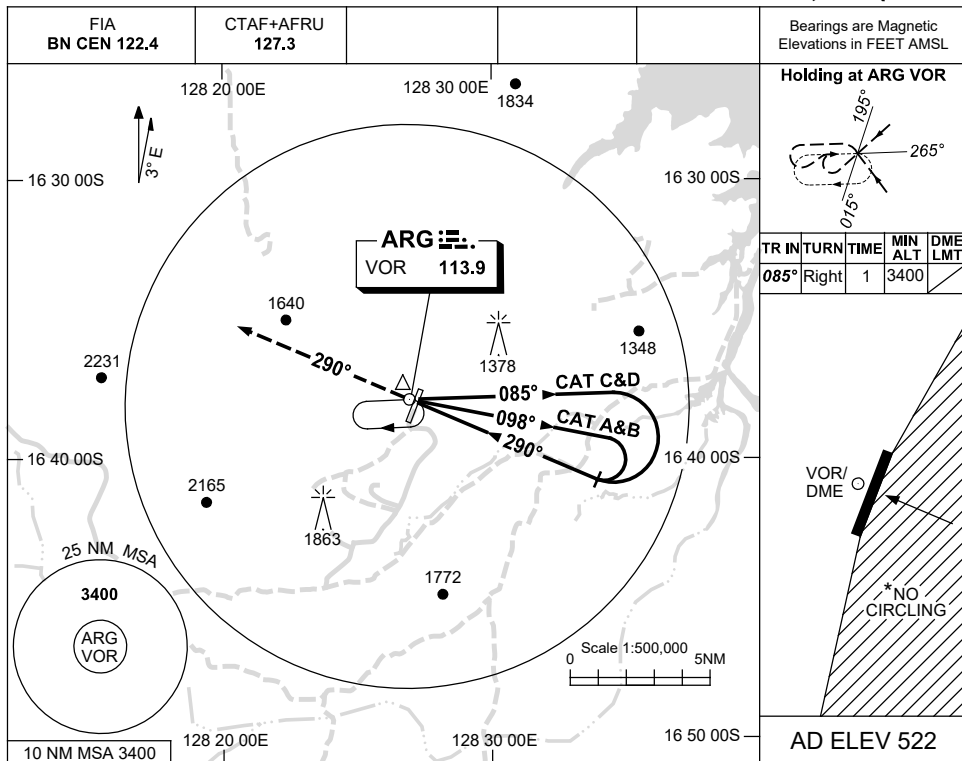 FIA
BN CEN 122.4
CTAF+AFRU
127.3
Bearings are Magnetic
Elevations in FEET AMSL
128 20 00E
128 30 00E
1834
3° E
16 30 00S
16 30 00S
ARG
VOR 113.9
1640
1378
1348
2231
290°
085°
CAT C&D
098°
CAT A&B
290°
16 40 00S
16 40 00S
2165
1863
1772
25 NM MSA
3400
ARG
VOR
Scale 1:500,000
0
5NM
10 NM MSA 3400
128 20 00E
128 30 00E
16 50 00S
Holding at ARG VOR
195°
265°
015°
TR IN TURN TIME MIN ALT DME LMT
085° Right 1 3400
VOR/
DME
*NO
CIRCLING
AD ELEV 522